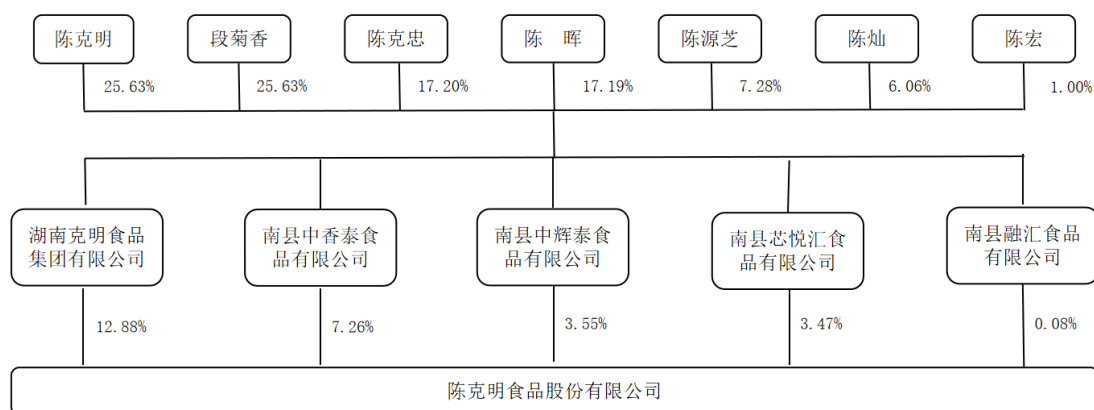 陈克明
段菊香
陈克忠
陈　晖
陈源芝
陈灿
陈宏
25.63%
25.63%
17.20%
17.19%
7.28%
6.06%
1.00%
湖南克明食品
集团有限公司
南县中香泰食
品有限公司
南县中辉泰食
品有限公司
南县芯悦汇食
品有限公司
南县融汇食品
有限公司
12.88%
7.26%
3.55%
3.47%
0.08%
陈克明食品股份有限公司